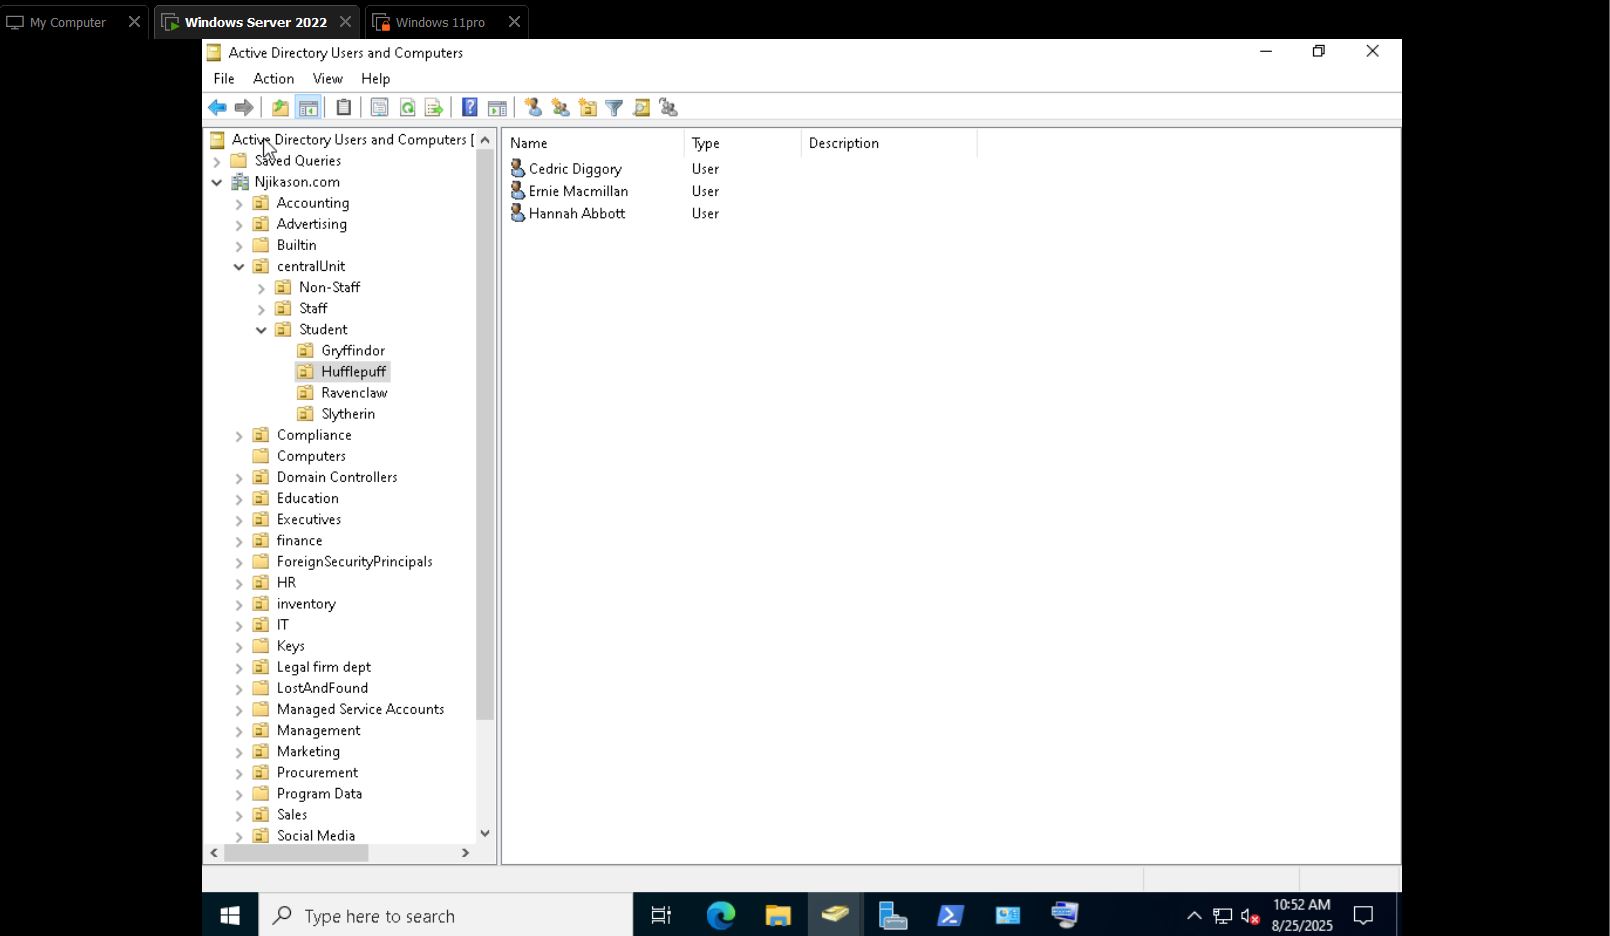 My Computer
Windows Server 2022
Windows 11pro
Active Directory Users and Computers
File Action View Help
Active Directory Users and Computers [
Saved Queries
Njikason.com
Accounting
Advertising
Builtin
centralUnit
Non-Staff
Staff
Student
Gryffindor
Hufflepuff
Ravenclaw
Slytherin
Compliance
Computers
Domain Controllers
Education
Executives
finance
ForeignSecurityPrincipals
HR
inventory
IT
Keys
Legal firm dept
LostAndFound
Managed Service Accounts
Management
Marketing
Procurement
Program Data
Sales
Social Media
Name Type Description
Cedric Diggory User
Ernie Macmillan User
Hannah Abbott User
Type here to search
10:52 AM
8/25/2025